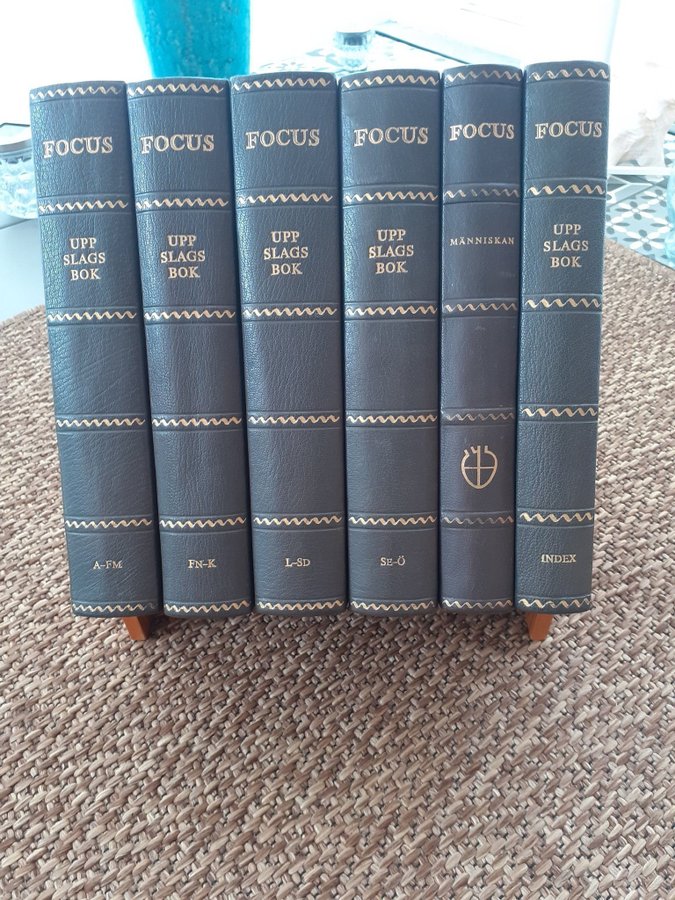 FOCUS
UPP
SLAGS
BOK
A-FM
FOCUS
UPP
SLAGS
BOK
FN-K
FOCUS
UPP
SLAGS
BOK
L-SD
FOCUS
UPP
SLAGS
BOK
SE-Ö
FOCUS
MÄNNISKAN
FOCUS
UPP
SLAGS
BOK
INDEX